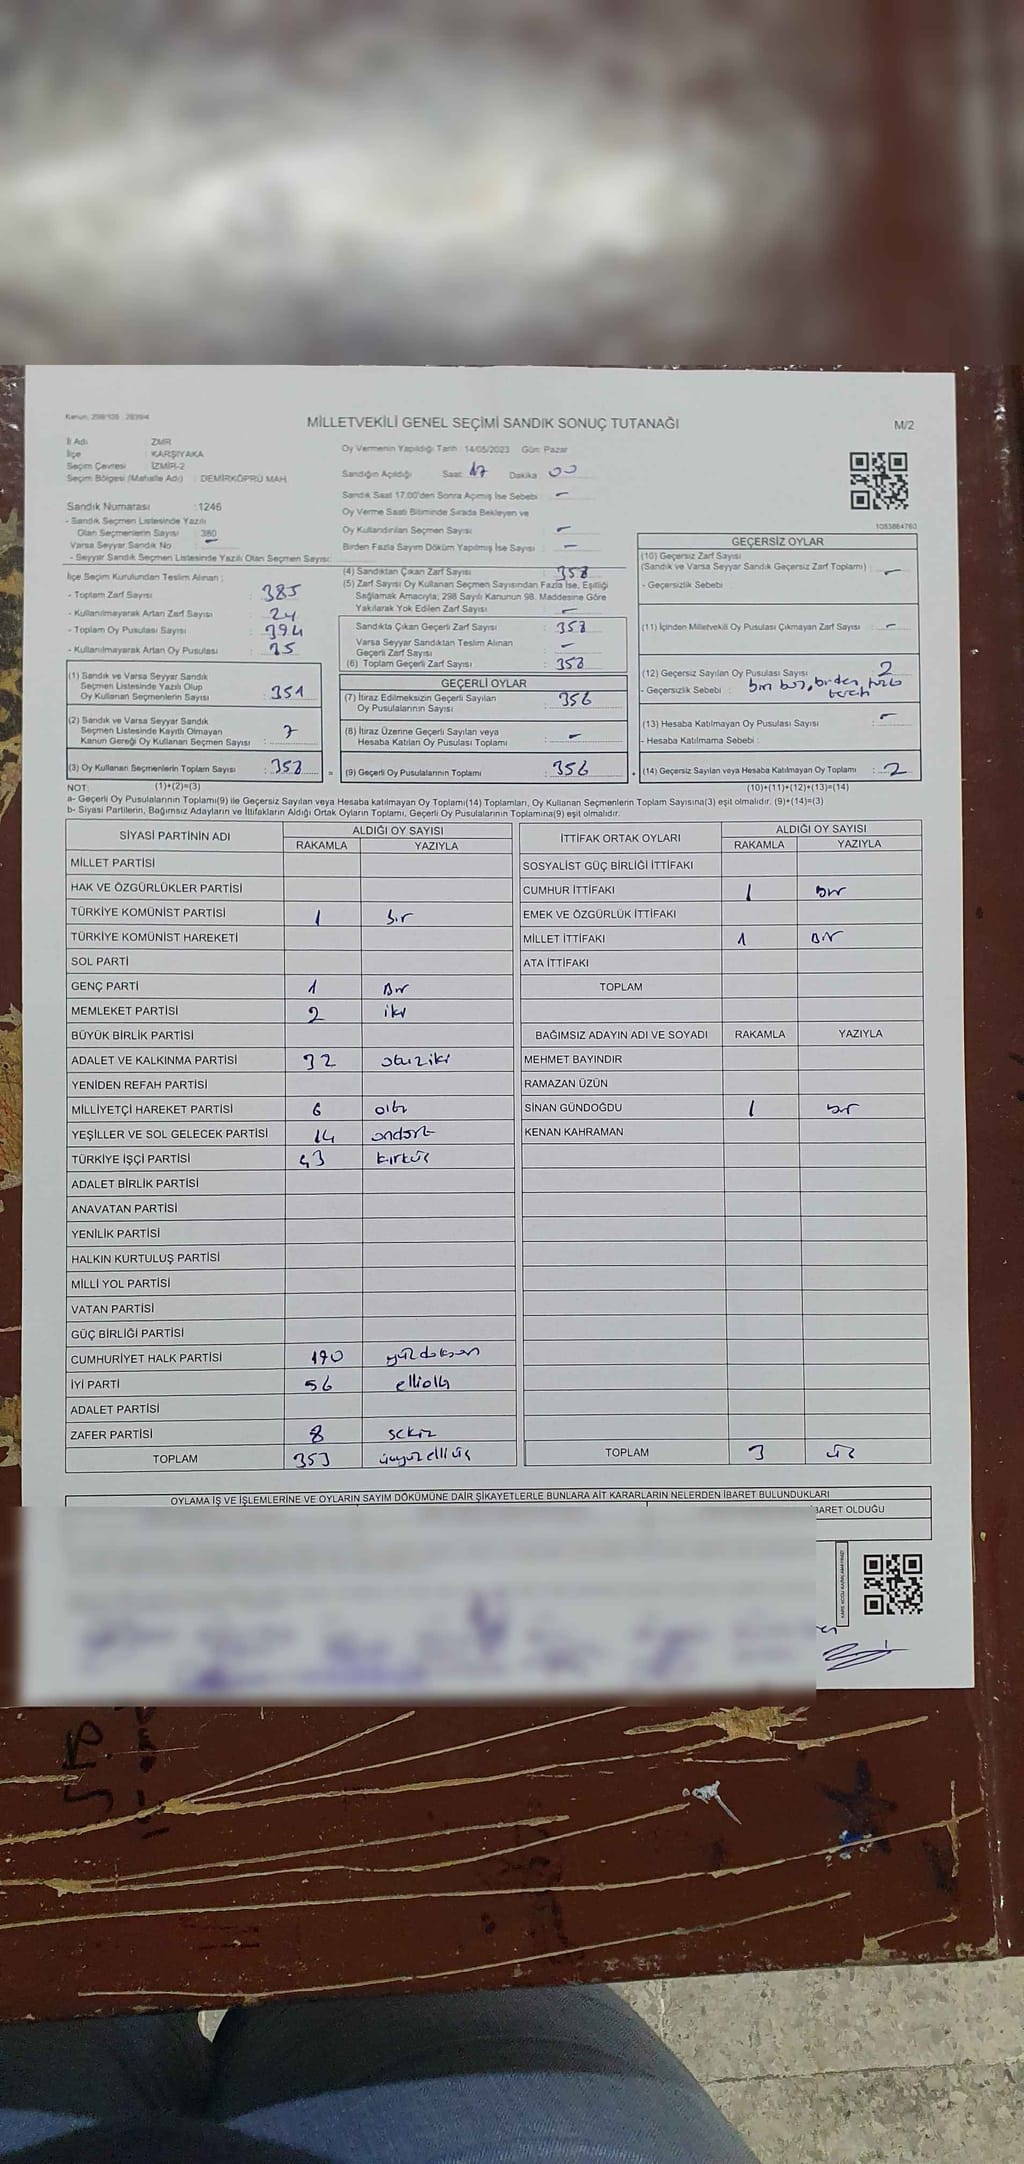 Kanun, 298/105 ; 2839/4
MİLLETVEKİLİ GENEL SEÇİMİ SANDIK SONUÇ TUTANAĞI
M/2
İl Adı : ZMR
İlçe : KARŞIYAKA
Seçim Çevresi : İZMİR-2
Seçim Bölgesi (Mahalle Adı) : DEMİRKÖPRÜ MAH.
Sandık Numarası : 1246
- Sandık Seçmen Listesinde Yazılı
Olan Seçmenlerin Sayısı : 380
Varsa Seyyar Sandık No : -
- Seyyar Sandık Seçmen Listesinde Yazılı Olan Seçmen Sayısı:
İlçe Seçim Kurulundan Teslim Alınan ;
- Toplam Zarf Sayısı : 385
- Kullanılmayarak Artan Zarf Sayısı : 24
- Toplam Oy Pusulası Sayısı : 394
- Kullanılmayarak Artan Oy Pusulası :
Oy Vermenin Yapıldığı Tarih : 14/05/2023 Gün: Pazar
Sandığın Açıldığı Saat: 17 Dakika 00
Sandık Saat 17:00'den Sonra Açılmış İse Sebebi : -
Oy Verme Saati Bitiminde Sırada Bekleyen ve
Oy Kullandırılan Seçmen Sayısı : -
Birden Fazla Sayım Döküm Yapılmış İse Sayısı : -
1053864760
(1) Sandık ve Varsa Seyyar Sandık
Seçmen Listesinde Yazılı Olup
Oy Kullanan Seçmenlerin Sayısı : 351
(2) Sandık ve Varsa Seyyar Sandık
Seçmen Listesinde Kayıtlı Olmayan
Kanun Gereği Oy Kullanan Seçmen Sayısı : 7
(3) Oy Kullanan Seçmenlerin Toplam Sayısı : 358
(4) Sandıktan Çıkan Zarf Sayısı : 358
(5) Zarf Sayısı Oy Kullanan Seçmen Sayısından Fazla İse, Eşitliği
Sağlamak Amacıyla; 298 Sayılı Kanunun 98. Maddesine Göre
Yakılarak Yok Edilen Zarf Sayısı : -
Sandıkta Çıkan Geçerli Zarf Sayısı : 358
Varsa Seyyar Sandıktan Teslim Alınan
Geçerli Zarf Sayısı : -
(6) Toplam Geçerli Zarf Sayısı : 358
GEÇERLİ OYLAR
(7) İtiraz Edilmeksizin Geçerli Sayılan
Oy Pusulalarının Sayısı : 356
(8) İtiraz Üzerine Geçerli Sayılan veya
Hesaba Katılan Oy Pusulası Toplamı : -
(9) Geçerli Oy Pusulalarının Toplamı : 356
GEÇERSİZ OYLAR
(10) Geçersiz Zarf Sayısı
(Sandık ve Varsa Seyyar Sandık Geçersiz Zarf Toplamı) : -
- Geçersizlik Sebebi :
(11) İçinden Milletvekili Oy Pusulası Çıkmayan Zarf Sayısı : -
(12) Geçersiz Sayılan Oy Pusulası Sayısı : 2
- Geçersizlik Sebebi : biri boş, birden fazla
tercih
(13) Hesaba Katılmayan Oy Pusulası Sayısı : -
- Hesaba Katılmama Sebebi :
(14) Geçersiz Sayılan veya Hesaba Katılmayan Oy Toplamı : 2
NOT: (1)+(2)=(3) (10)+(11)+(12)+(13)=(14)
a- Geçerli Oy Pusulalarının Toplamı(9) ile Geçersiz Sayılan veya Hesaba katılmayan Oy Toplamı(14) Toplamları, Oy Kullanan Seçmenlerin Toplam Sayısına(3) eşit olmalıdır. (9)+(14)=(3)
b- Siyasi Partilerin, Bağımsız Adayların ve İttifakların Aldığı Ortak Oyların Toplamı, Geçerli Oy Pusulalarının Toplamına(9) eşit olmalıdır.
SİYASİ PARTİNİN ADI ALDIĞI OY SAYISI
RAKAMLA YAZIYLA
MİLLET PARTİSİ
HAK VE ÖZGÜRLÜKLER PARTİSİ
TÜRKİYE KOMÜNİST PARTİSİ 1 bir
TÜRKİYE KOMÜNİST HAREKETİ
SOL PARTİ
GENÇ PARTİ 1 Bir
MEMLEKET PARTİSİ 2 iki
BÜYÜK BİRLİK PARTİSİ
ADALET VE KALKINMA PARTİSİ 32 otuziki
YENİDEN REFAH PARTİSİ
MİLLİYETÇİ HAREKET PARTİSİ 6 altı
YEŞİLLER VE SOL GELECEK PARTİSİ 14 ondört
TÜRKİYE İŞÇİ PARTİSİ 43 kırküç
ADALET BİRLİK PARTİSİ
ANAVATAN PARTİSİ
YENİLİK PARTİSİ
HALKIN KURTULUŞ PARTİSİ
MİLLİ YOL PARTİSİ
VATAN PARTİSİ
GÜÇ BİRLİĞİ PARTİSİ
CUMHURİYET HALK PARTİSİ 190 yüzdoksan
İYİ PARTİ 56 ellialtı
ADALET PARTİSİ
ZAFER PARTİSİ 8 sekiz
TOPLAM 353 üçyüzelliüç
İTTİFAK ORTAK OYLARI ALDIĞI OY SAYISI
RAKAMLA YAZIYLA
SOSYALİST GÜÇ BİRLİĞİ İTTİFAKI
CUMHUR İTTİFAKI 1 Bir
EMEK VE ÖZGÜRLÜK İTTİFAKI
MİLLET İTTİFAKI 1 Bir
ATA İTTİFAKI
TOPLAM
BAĞIMSIZ ADAYIN ADI VE SOYADI RAKAMLA YAZIYLA
MEHMET BAYINDIR
RAMAZAN ÜZÜN
SİNAN GÜNDOĞDU 1 bir
KENAN KAHRAMAN
TOPLAM 3 üç
OYLAMA İŞ VE İŞLEMLERİNE VE OYLARIN SAYIM DÖKÜMÜNE DAİR ŞİKAYETLERLE BUNLARA AİT KARARLARIN NELERDEN İBARET BULUNDUKLARI
BARET OLDUĞU
KARE KODU KARALAMAYINIZ!